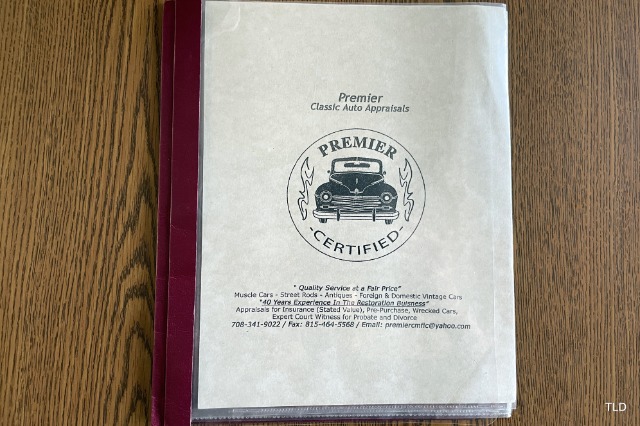 Premier
Classic Auto Appraisals
PREMIER
-CERTIFIED-
" Quality Service at a Fair Price"
Muscle Cars - Street Rods - Antiques - Foreign & Domestic Vintage Cars
"40 Years Experience In The Restoration Buisness"
Appraisals for Insurance (Stated Value), Pre-Purchase, Wrecked Cars,
Expert Court Witness for Probate and Divorce
708-341-9022 / Fax: 815-464-5568 / Email: premiercmfic@yahoo.com
TLD